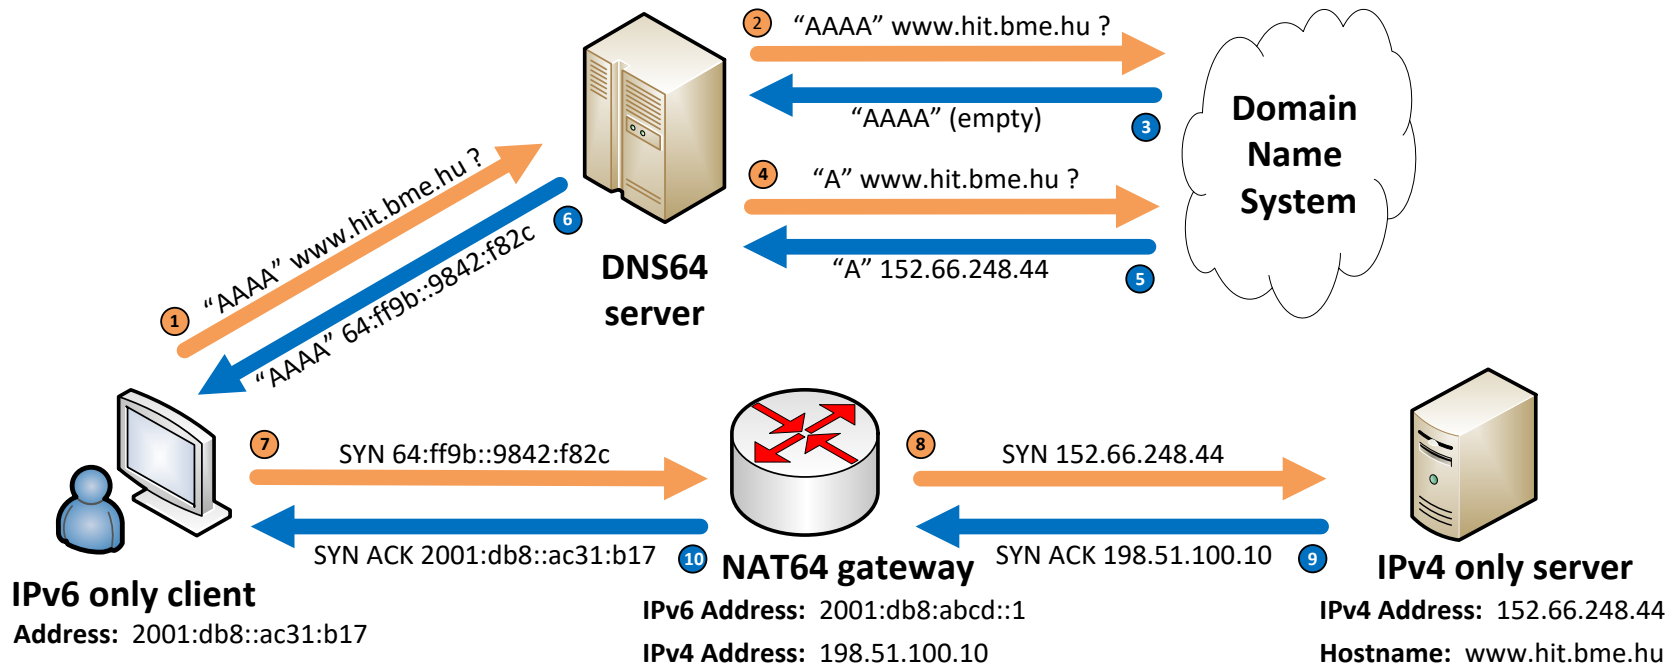 2 “AAAA” www.hit.bme.hu ?
“AAAA” (empty) 3
4 “A” www.hit.bme.hu ?
“A” 152.66.248.44 5
Domain
Name
System
DNS64
server
1 “AAAA” www.hit.bme.hu ?
“AAAA” 64:ff9b::9842:f82c 6
7 SYN 64:ff9b::9842:f82c
SYN ACK 2001:db8::ac31:b17 10
8 SYN 152.66.248.44
SYN ACK 198.51.100.10 9
IPv6 only client
Address: 2001:db8::ac31:b17
NAT64 gateway
IPv6 Address: 2001:db8:abcd::1
IPv4 Address: 198.51.100.10
IPv4 only server
IPv4 Address: 152.66.248.44
Hostname: www.hit.bme.hu